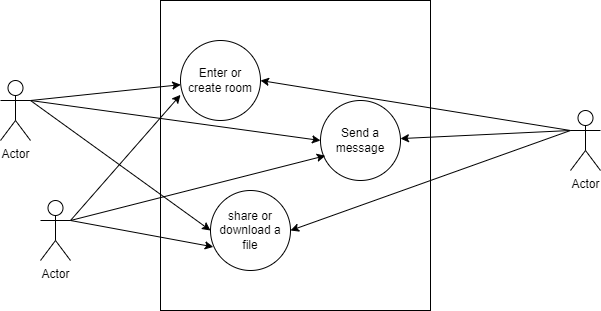 Enter or
create room
Send a
message
Actor
Actor
share or
download a
file
Actor